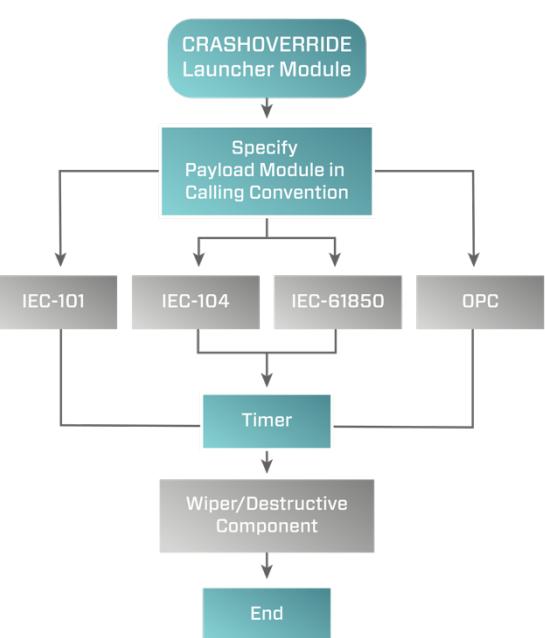 CRASHOVERRIDE
Launcher Module
Specify
Payload Module in
Calling Convention
IEC-101
IEC-104
IEC-61850
OPC
Timer
Wiper/Destructive
Component
End